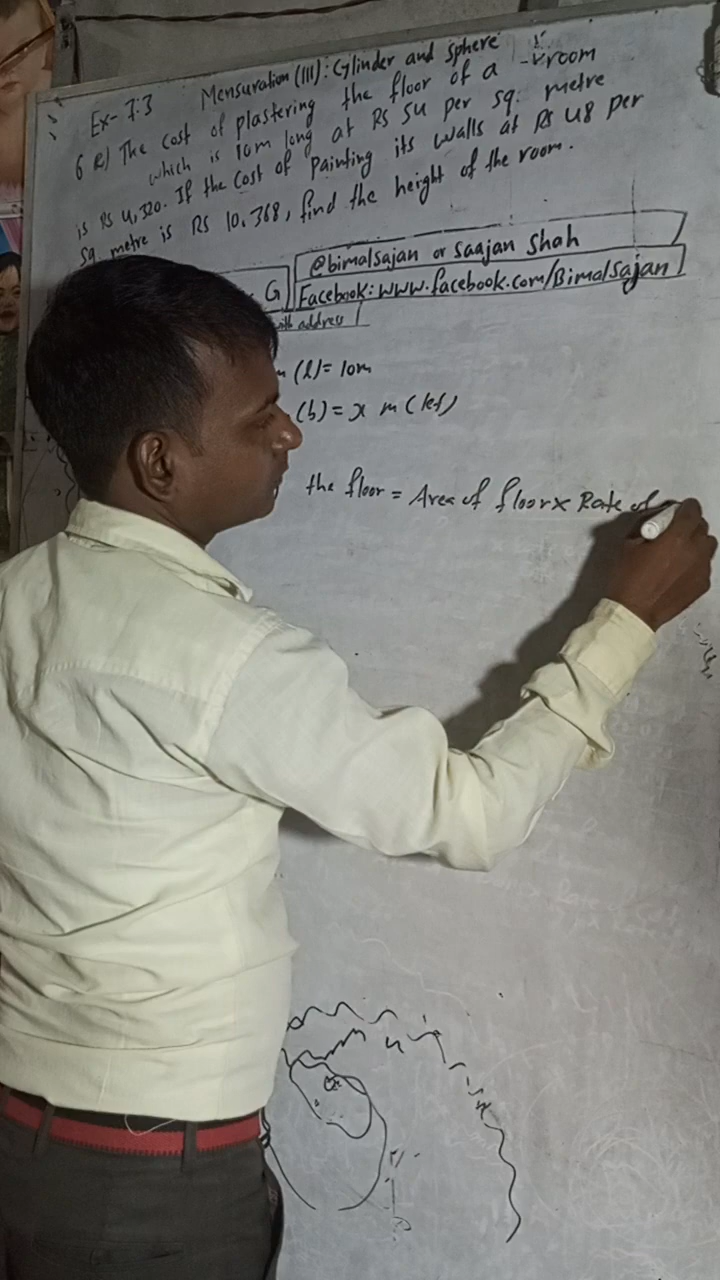 Ex- 7.3 Mensuration (III): Cylinder and sphere
6 e) The cost of plastering the floor of a room
which is 10m long at Rs 54 per sq. metre
is Rs 4,320. If the cost of painting its walls at Rs 48 per
sq. metre is Rs 10,368, find the height of the room.
G @bimalsajan or Saajan Shah
Facebook: www.facebook.com/Bimalsajan
with address
(l) = 10m
(b) = x m (let)
the floor = Area of floor x Rate of